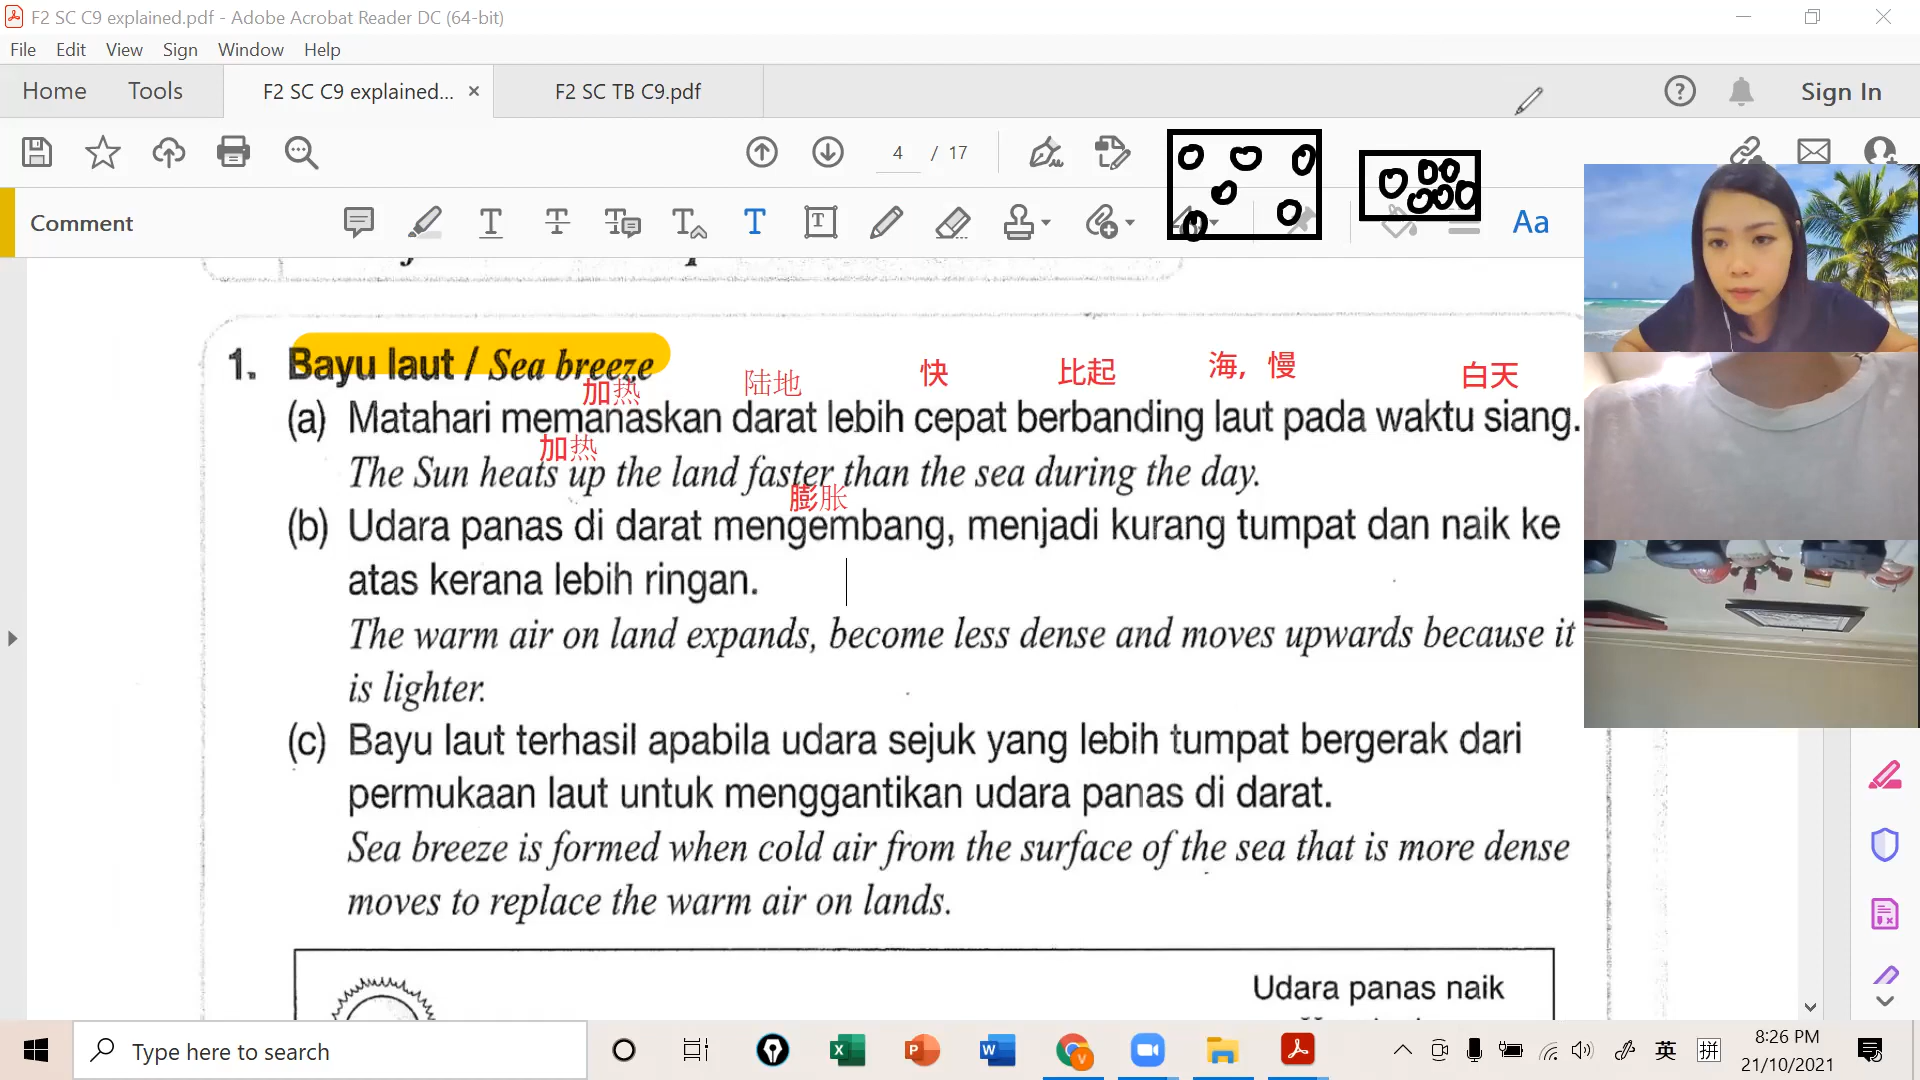 F2 SC C9 explained.pdf - Adobe Acrobat Reader DC (64-bit)
File Edit View Sign Window Help
Home Tools F2 SC C9 explained... × F2 SC TB C9.pdf Sign In
4 / 17
Comment Aa
1. Bayu laut / Sea breeze
加热 陆地 快 比起 海，慢 白天
(a) Matahari memanaskan darat lebih cepat berbanding laut pada waktu siang.
加热
The Sun heats up the land faster than the sea during the day.
膨胀
(b) Udara panas di darat mengembang, menjadi kurang tumpat dan naik ke
atas kerana lebih ringan.
The warm air on land expands, become less dense and moves upwards because it
is lighter.
(c) Bayu laut terhasil apabila udara sejuk yang lebih tumpat bergerak dari
permukaan laut untuk menggantikan udara panas di darat.
Sea breeze is formed when cold air from the surface of the sea that is more dense
moves to replace the warm air on lands.
Udara panas naik
Type here to search
英 拼
8:26 PM
21/10/2021